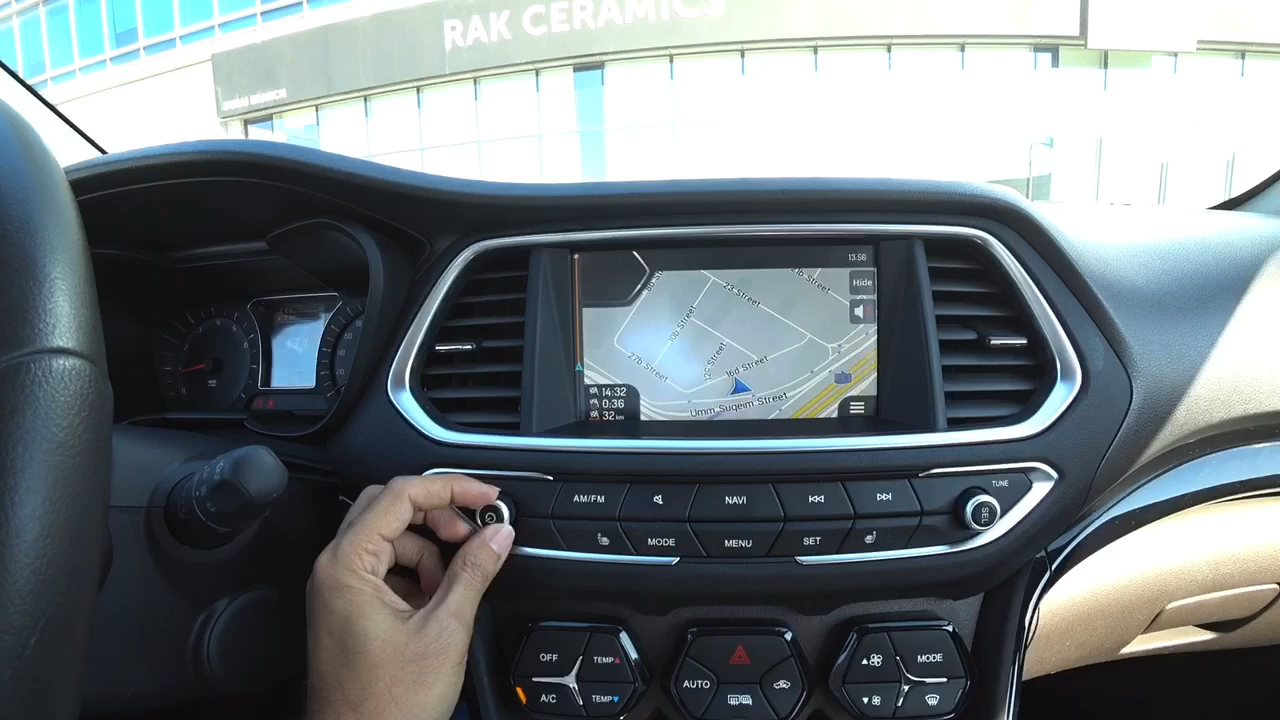 RAK CERAMICS
13:56
Hide
21b Street
23 Street
10b Street
27b Street
12c Street
16d Street
Umm Suqeim Street
14:32
0:36
32 km
TUNE
AM/FM
NAVI
SEL
MODE
MENU
SET
OFF
TEMP
A/C
TEMP
AUTO
MODE